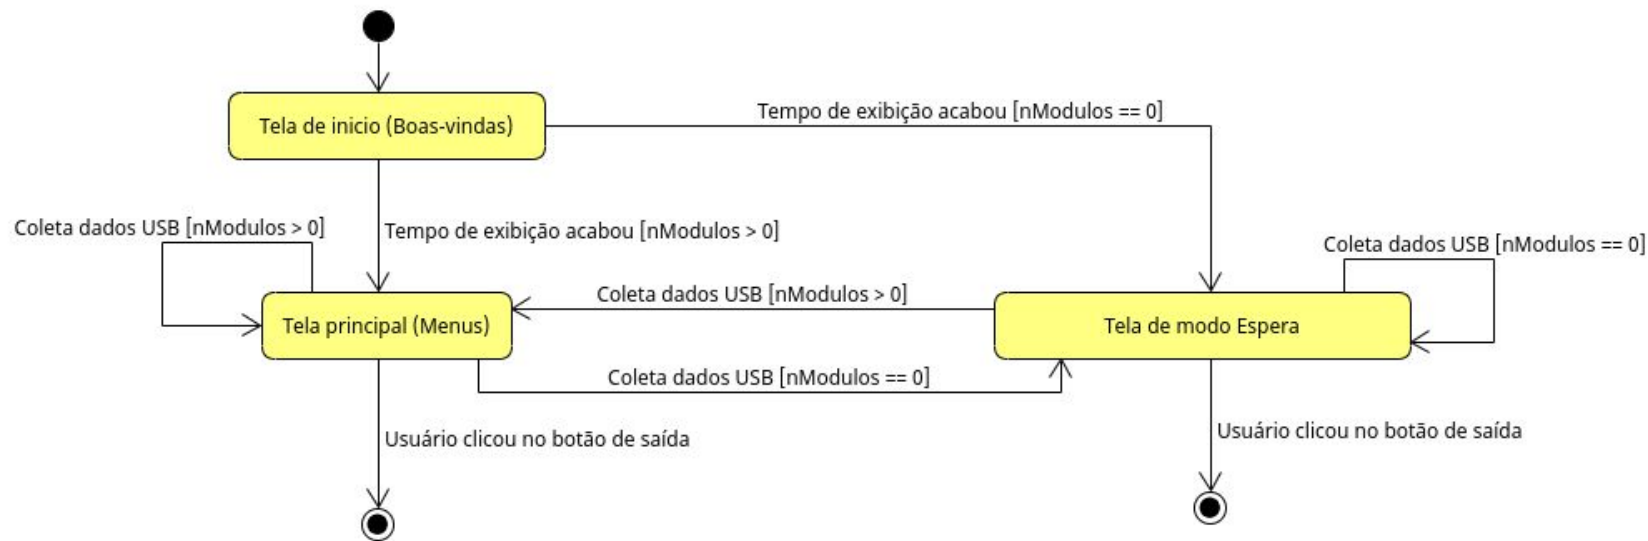 Tempo de exibição acabou [nModulos == 0]
Tela de inicio (Boas-vindas)
Coleta dados USB [nModulos > 0]
Tempo de exibição acabou [nModulos > 0]
Coleta dados USB [nModulos == 0]
Coleta dados USB [nModulos > 0]
Tela principal (Menus)
Tela de modo Espera
Coleta dados USB [nModulos == 0]
Usuário clicou no botão de saída
Usuário clicou no botão de saída